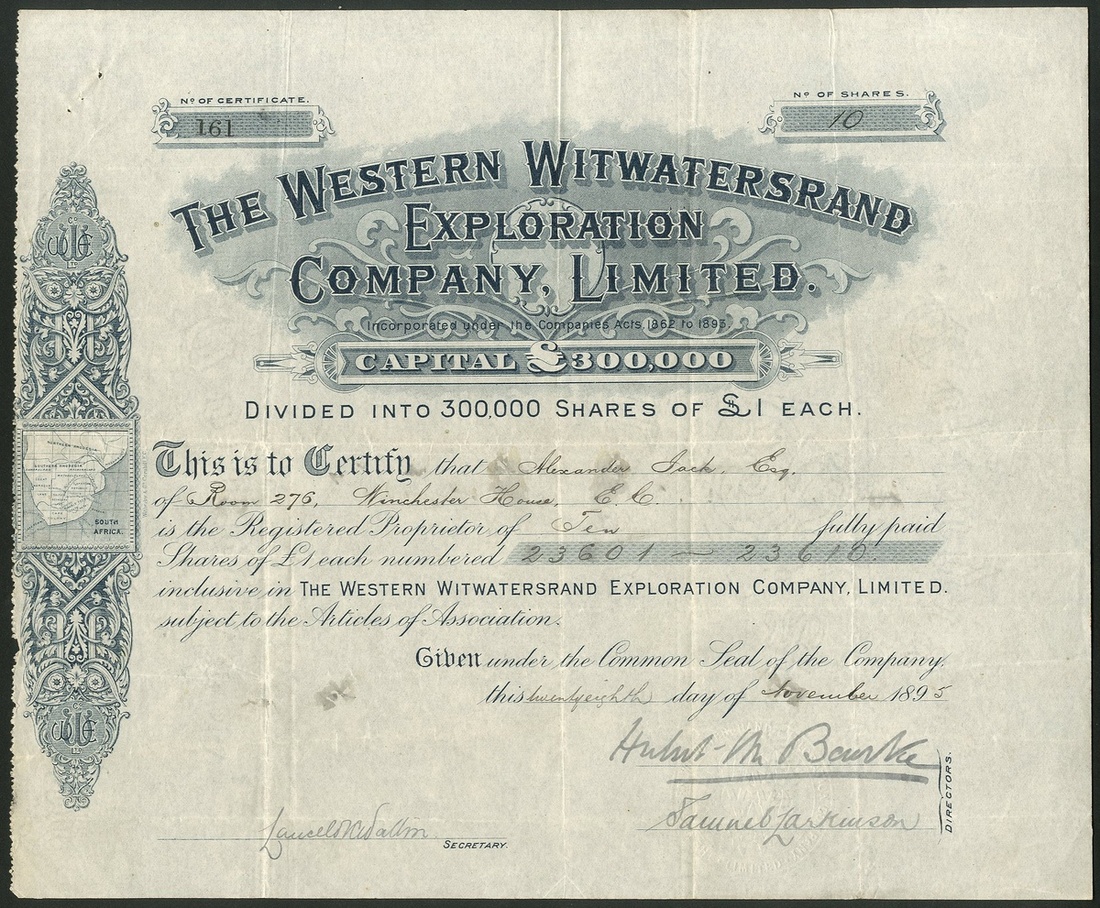 No OF CERTIFICATE.
161
No OF SHARES.
10
THE WESTERN WITWATERSRAND
EXPLORATION
COMPANY, LIMITED.
Incorporated under the Companies Acts, 1862 to 1893.
CAPITAL £300,000
DIVIDED INTO 300,000 SHARES OF £1 EACH.
This is to Certify that Alexander Jack, Esq.
of Room 276, Winchester House, E.C.
is the Registered Proprietor of Ten fully paid
Shares of £1 each numbered 23601 — 23610
inclusive in THE WESTERN WITWATERSRAND EXPLORATION COMPANY, LIMITED.
subject to the Articles of Association.
Given under the Common Seal of the Company,
this twenty eighth day of November 1895
SOUTH
AFRICA.
DIRECTORS.
Samuel Parkinson
SECRETARY.